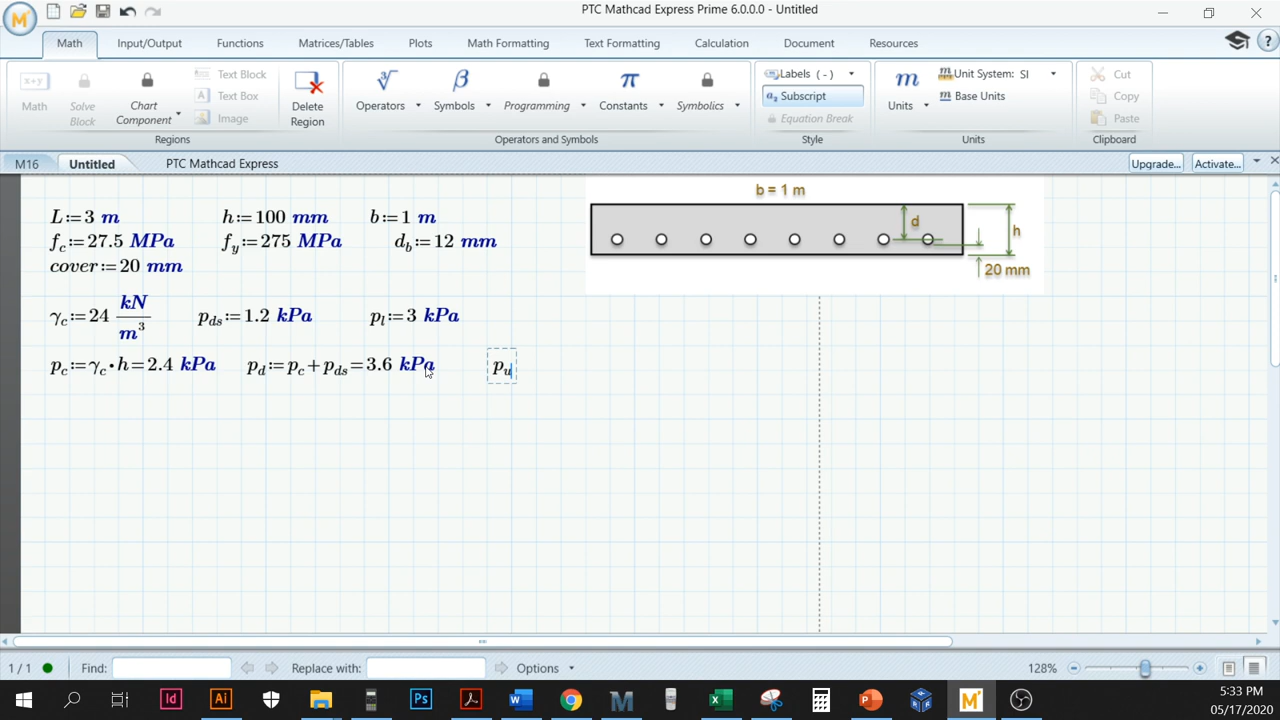 PTC Mathcad Express Prime 6.0.0.0 - Untitled
Math Input/Output Functions Matrices/Tables Plots Math Formatting Text Formatting Calculation Document Resources
Math
Solve Block
Chart Component
Text Block
Text Box
Image
Delete Region
Operators
Symbols
Programming
Constants
Symbolics
Labels ( - )
Subscript
Equation Break
Units
Unit System: SI
Base Units
Cut
Copy
Paste
Regions Operators and Symbols Style Units Clipboard
M16 Untitled PTC Mathcad Express Upgrade... Activate...
b = 1 m
L:=3 m h:=100 mm b:=1 m
d
h
f_c:=27.5 MPa f_y:=275 MPa d_b:=12 mm
cover:=20 mm
20 mm
γ_c:=24 kN/m^3 p_ds:=1.2 kPa p_l:=3 kPa
p_c:=γ_c·h=2.4 kPa p_d:=p_c+p_ds=3.6 kPa p_u
1 / 1 Find: Replace with: Options 128%
5:33 PM
05/17/2020